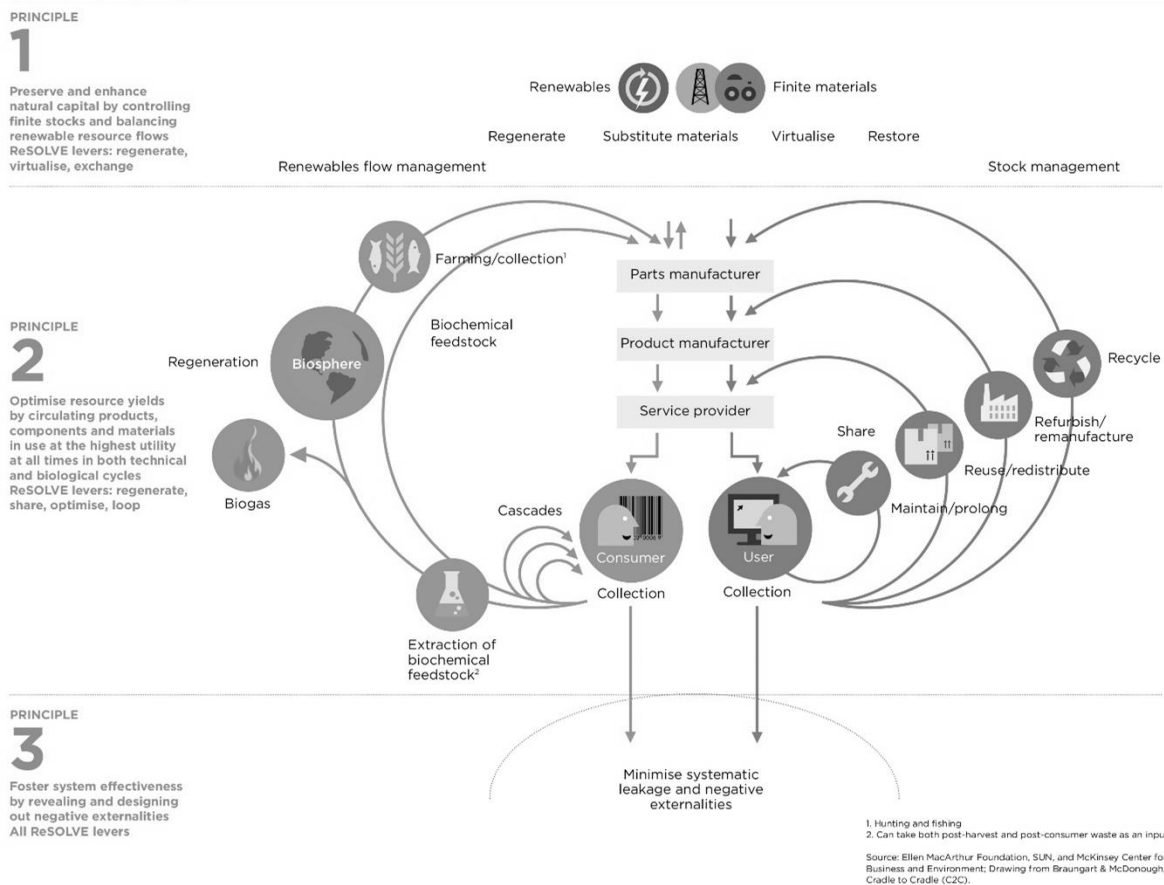 PRINCIPLE
1
Preserve and enhance
natural capital by controlling
finite stocks and balancing
renewable resource flows
ReSOLVE levers: regenerate,
virtualise, exchange
Renewables
Finite materials
Regenerate
Substitute materials
Virtualise
Restore
Renewables flow management
Stock management
PRINCIPLE
2
Optimise resource yields
by circulating products,
components and materials
in use at the highest utility
at all times in both technical
and biological cycles
ReSOLVE levers: regenerate,
share, optimise, loop
Farming/collection¹
Parts manufacturer
Biochemical
feedstock
Regeneration
Biosphere
Product manufacturer
Recycle
Service provider
Refurbish/
remanufacture
Share
Reuse/redistribute
Biogas
Cascades
Maintain/prolong
Consumer
User
Collection
Collection
Extraction of
biochemical
feedstock²
PRINCIPLE
3
Foster system effectiveness
by revealing and designing
out negative externalities
All ReSOLVE levers
Minimise systematic
leakage and negative
externalities
1. Hunting and fishing
2. Can take both post-harvest and post-consumer waste as an inpu
Source: Ellen MacArthur Foundation, SUN, and McKinsey Center fo
Business and Environment; Drawing from Braungart & McDonough,
Cradle to Cradle (C2C).